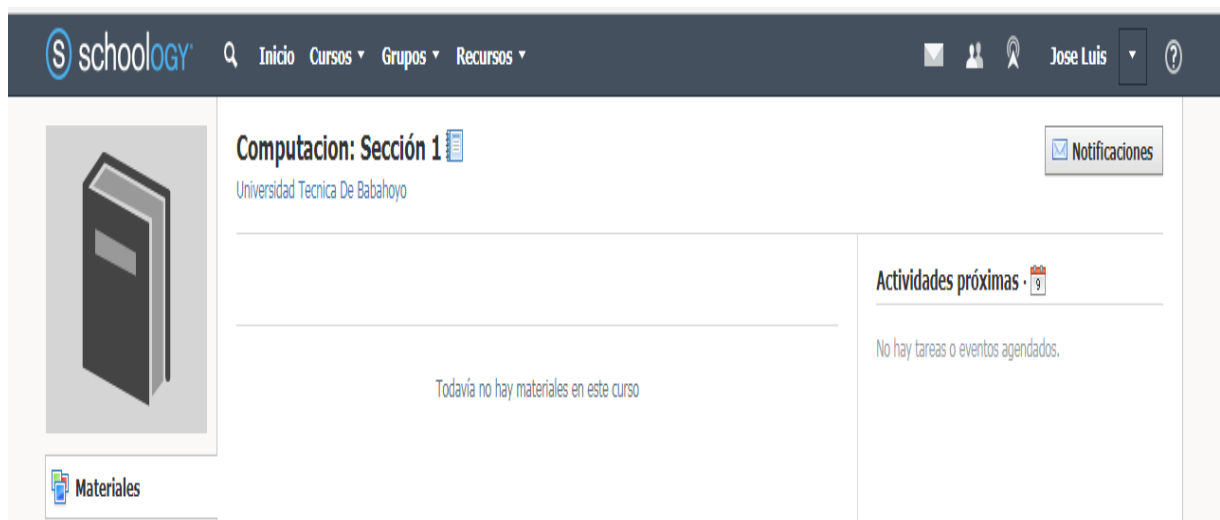 schoology Inicio Cursos Grupos Recursos Jose Luis
Computacion: Sección 1
Notificaciones
Universidad Tecnica De Babahoyo
Actividades próximas · 9
No hay tareas o eventos agendados.
Todavía no hay materiales en este curso
Materiales